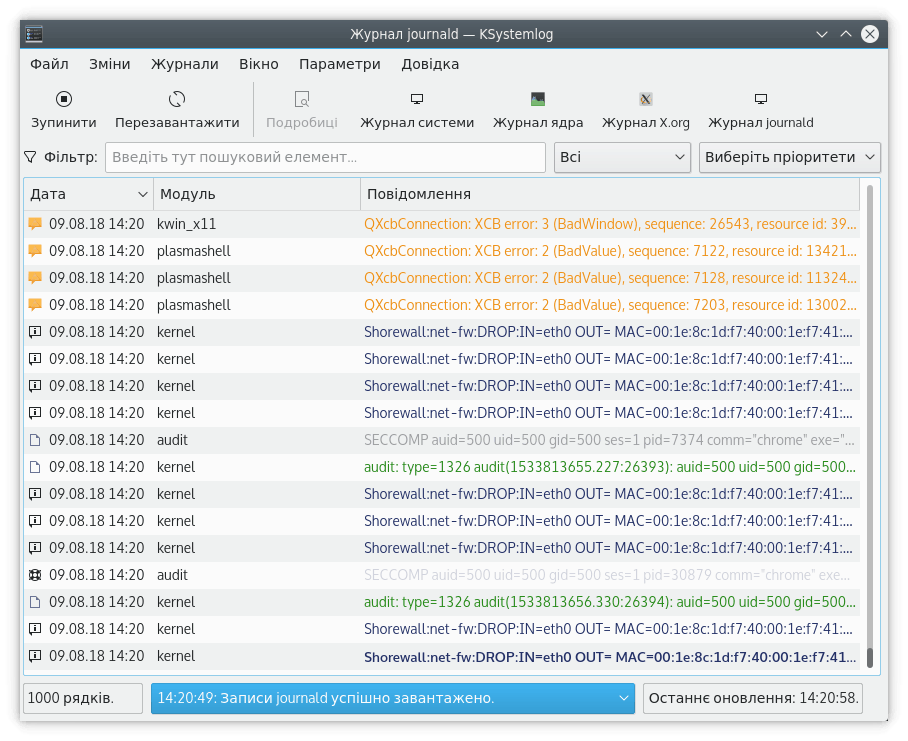 Журнал journald — KSystemlog
Файл Зміни Журнали Вікно Параметри Довідка
Зупинити Перезавантажити Подробиці Журнал системи Журнал ядра Журнал X.org Журнал journald
Фільтр: Введіть тут пошуковий елемент... Всі Виберіть пріоритети
Дата Модуль Повідомлення
09.08.18 14:20 kwin_x11 QXcbConnection: XCB error: 3 (BadWindow), sequence: 26543, resource id: 39...
09.08.18 14:20 plasmashell QXcbConnection: XCB error: 2 (BadValue), sequence: 7122, resource id: 13421...
09.08.18 14:20 plasmashell QXcbConnection: XCB error: 2 (BadValue), sequence: 7128, resource id: 11324...
09.08.18 14:20 plasmashell QXcbConnection: XCB error: 2 (BadValue), sequence: 7203, resource id: 13002...
09.08.18 14:20 kernel Shorewall:net-fw:DROP:IN=eth0 OUT= MAC=00:1e:8c:1d:f7:40:00:1e:f7:41:...
09.08.18 14:20 kernel Shorewall:net-fw:DROP:IN=eth0 OUT= MAC=00:1e:8c:1d:f7:40:00:1e:f7:41:...
09.08.18 14:20 kernel Shorewall:net-fw:DROP:IN=eth0 OUT= MAC=00:1e:8c:1d:f7:40:00:1e:f7:41:...
09.08.18 14:20 kernel Shorewall:net-fw:DROP:IN=eth0 OUT= MAC=00:1e:8c:1d:f7:40:00:1e:f7:41:...
09.08.18 14:20 audit SECCOMP auid=500 uid=500 gid=500 ses=1 pid=7374 comm="chrome" exe="...
09.08.18 14:20 kernel audit: type=1326 audit(1533813655.227:26393): auid=500 uid=500 gid=500...
09.08.18 14:20 kernel Shorewall:net-fw:DROP:IN=eth0 OUT= MAC=00:1e:8c:1d:f7:40:00:1e:f7:41:...
09.08.18 14:20 kernel Shorewall:net-fw:DROP:IN=eth0 OUT= MAC=00:1e:8c:1d:f7:40:00:1e:f7:41:...
09.08.18 14:20 kernel Shorewall:net-fw:DROP:IN=eth0 OUT= MAC=00:1e:8c:1d:f7:40:00:1e:f7:41:...
09.08.18 14:20 audit SECCOMP auid=500 uid=500 gid=500 ses=1 pid=30879 comm="chrome" exe...
09.08.18 14:20 kernel audit: type=1326 audit(1533813656.330:26394): auid=500 uid=500 gid=500...
09.08.18 14:20 kernel Shorewall:net-fw:DROP:IN=eth0 OUT= MAC=00:1e:8c:1d:f7:40:00:1e:f7:41:...
09.08.18 14:20 kernel Shorewall:net-fw:DROP:IN=eth0 OUT= MAC=00:1e:8c:1d:f7:40:00:1e:f7:41...
1000 рядків. 14:20:49: Записи journald успішно завантажено. Останнє оновлення: 14:20:58.